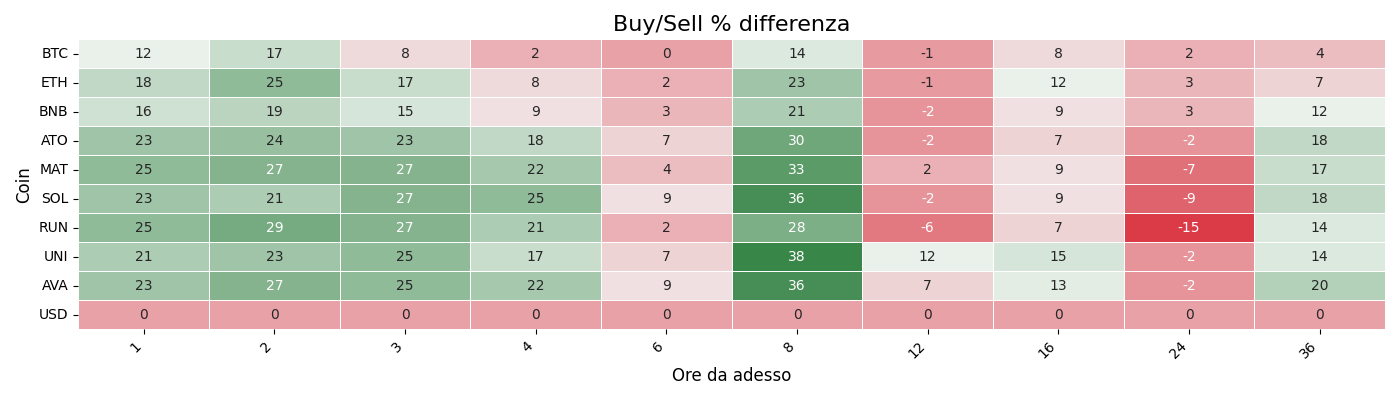 Buy/Sell % differenza
Coin
BTC 12 17 8 2 0 14 -1 8 2 4
ETH 18 25 17 8 2 23 -1 12 3 7
BNB 16 19 15 9 3 21 -2 9 3 12
ATO 23 24 23 18 7 30 -2 7 -2 18
MAT 25 27 27 22 4 33 2 9 -7 17
SOL 23 21 27 25 9 36 -2 9 -9 18
RUN 25 29 27 21 2 28 -6 7 -15 14
UNI 21 23 25 17 7 38 12 15 -2 14
AVA 23 27 25 22 9 36 7 13 -2 20
USD 0 0 0 0 0 0 0 0 0 0
1 2 3 4 6 8 12 16 24 36
Ore da adesso